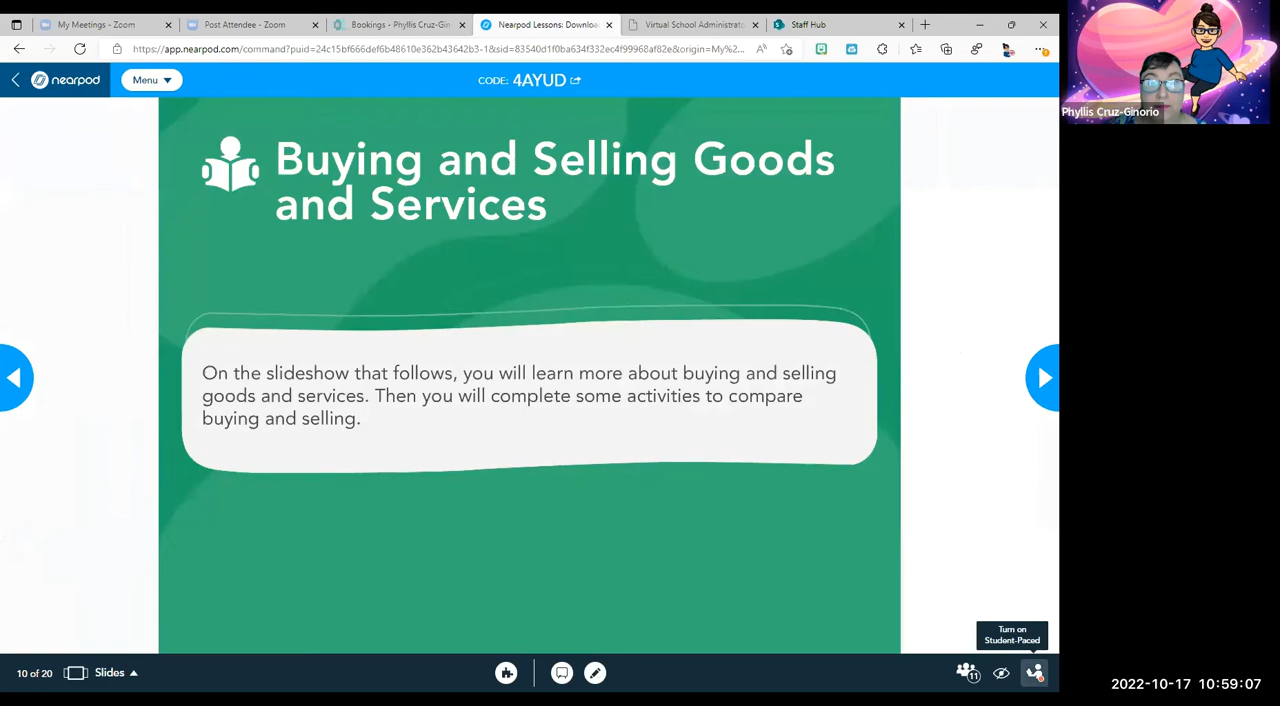 My Meetings - Zoom
Post Attendee - Zoom
Bookings - Phyllis Cruz-Gin
Nearpod Lessons: Downloa
Virtual School Administrato
Staff Hub
https://app.nearpod.com/command?puid=24c15bf666def6b48610e362b43642b3-1&sid=83540d1f0ba634f332ec4f99968af82e&origin=My%2...
nearpod
Menu
CODE: 4AYUD
Phyllis Cruz-Ginorio
Buying and Selling Goods
and Services
On the slideshow that follows, you will learn more about buying and selling
goods and services. Then you will complete some activities to compare
buying and selling.
Turn on
Student-Paced
10 of 20
Slides
11
2022-10-17 10:59:07